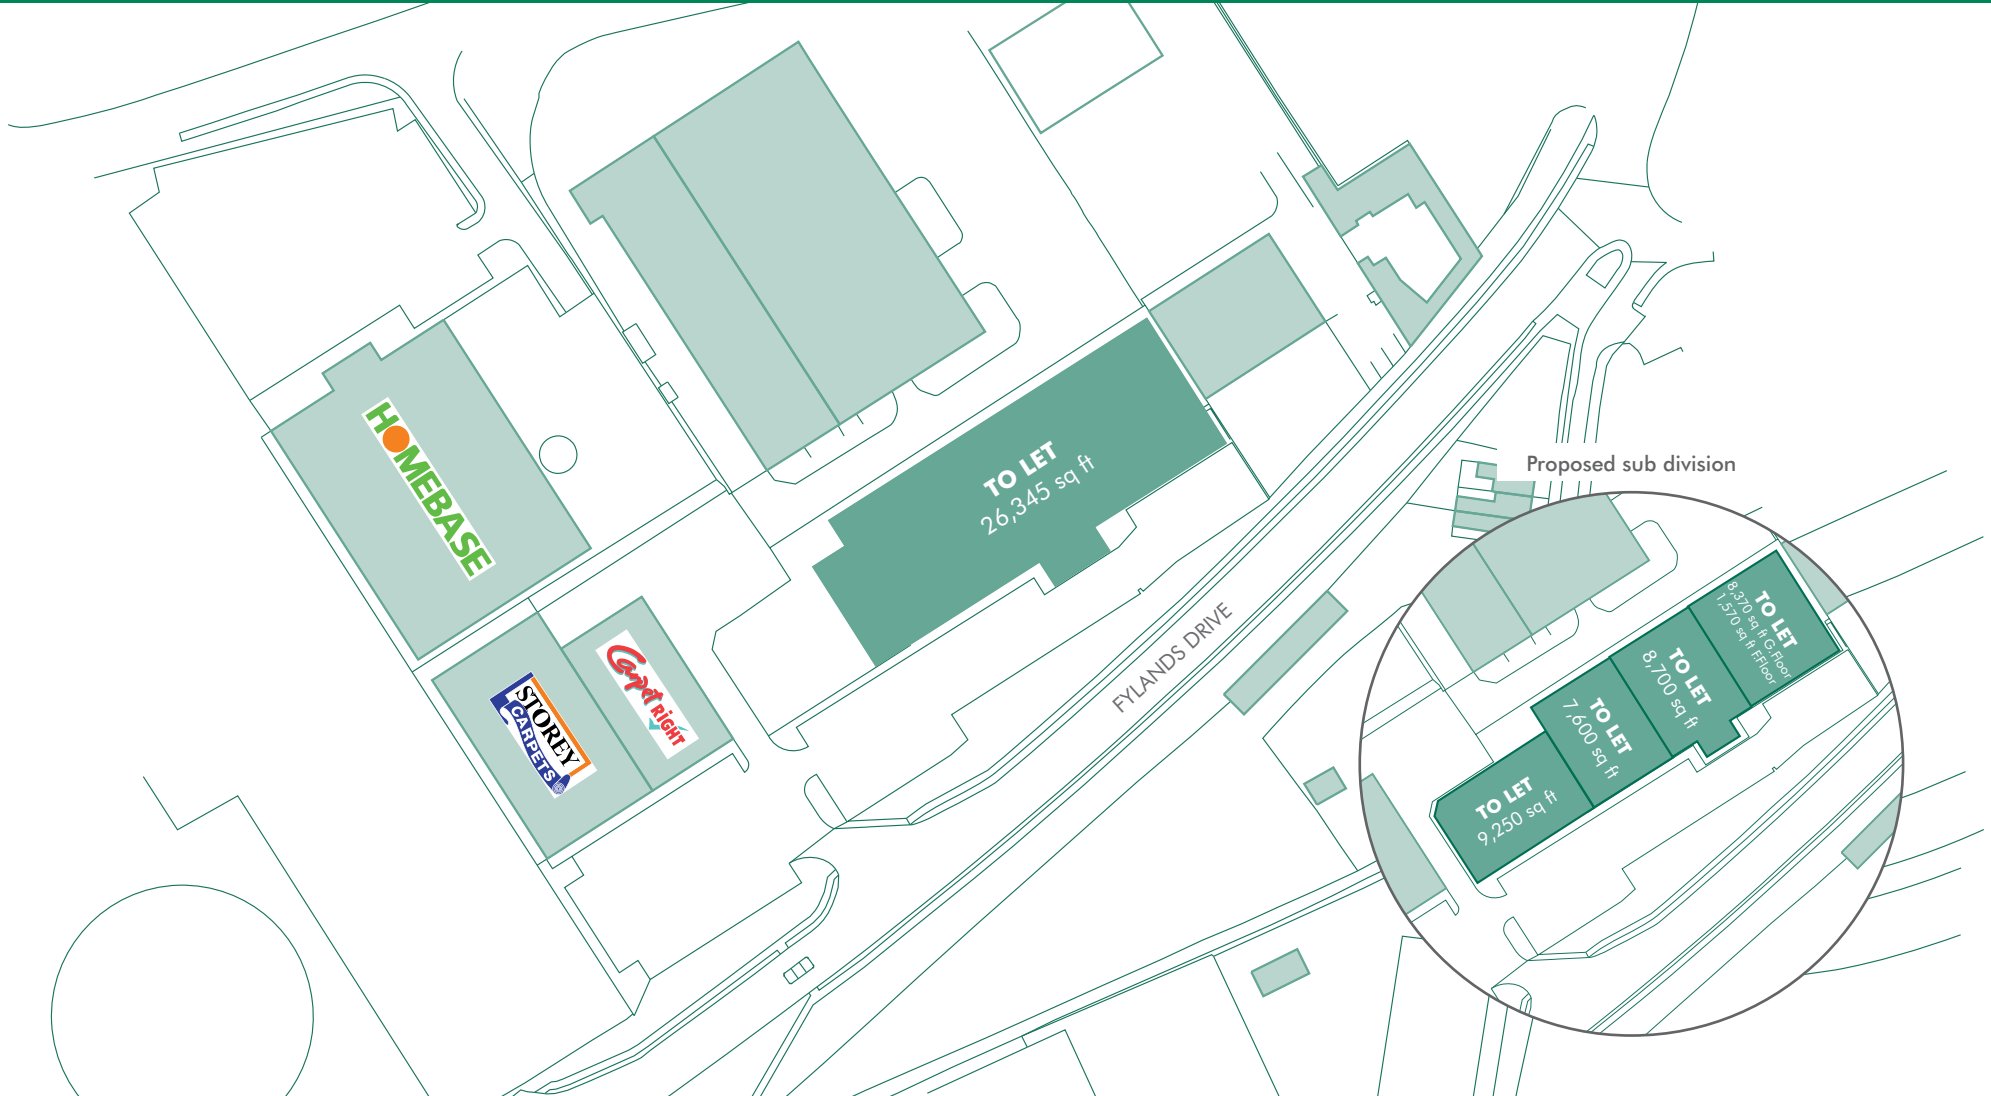 HOMEBASE
STOREY
CARPETS
Carpet
RiGHT
TO LET
26,345 sq ft
FYLANDS DRIVE
Proposed sub division
TO LET
9,250 sq ft
TO LET
7,600 sq ft
TO LET
8,700 sq ft
TO LET
8,370 sq ft G.Floor
1,570 sq ft F.Floor